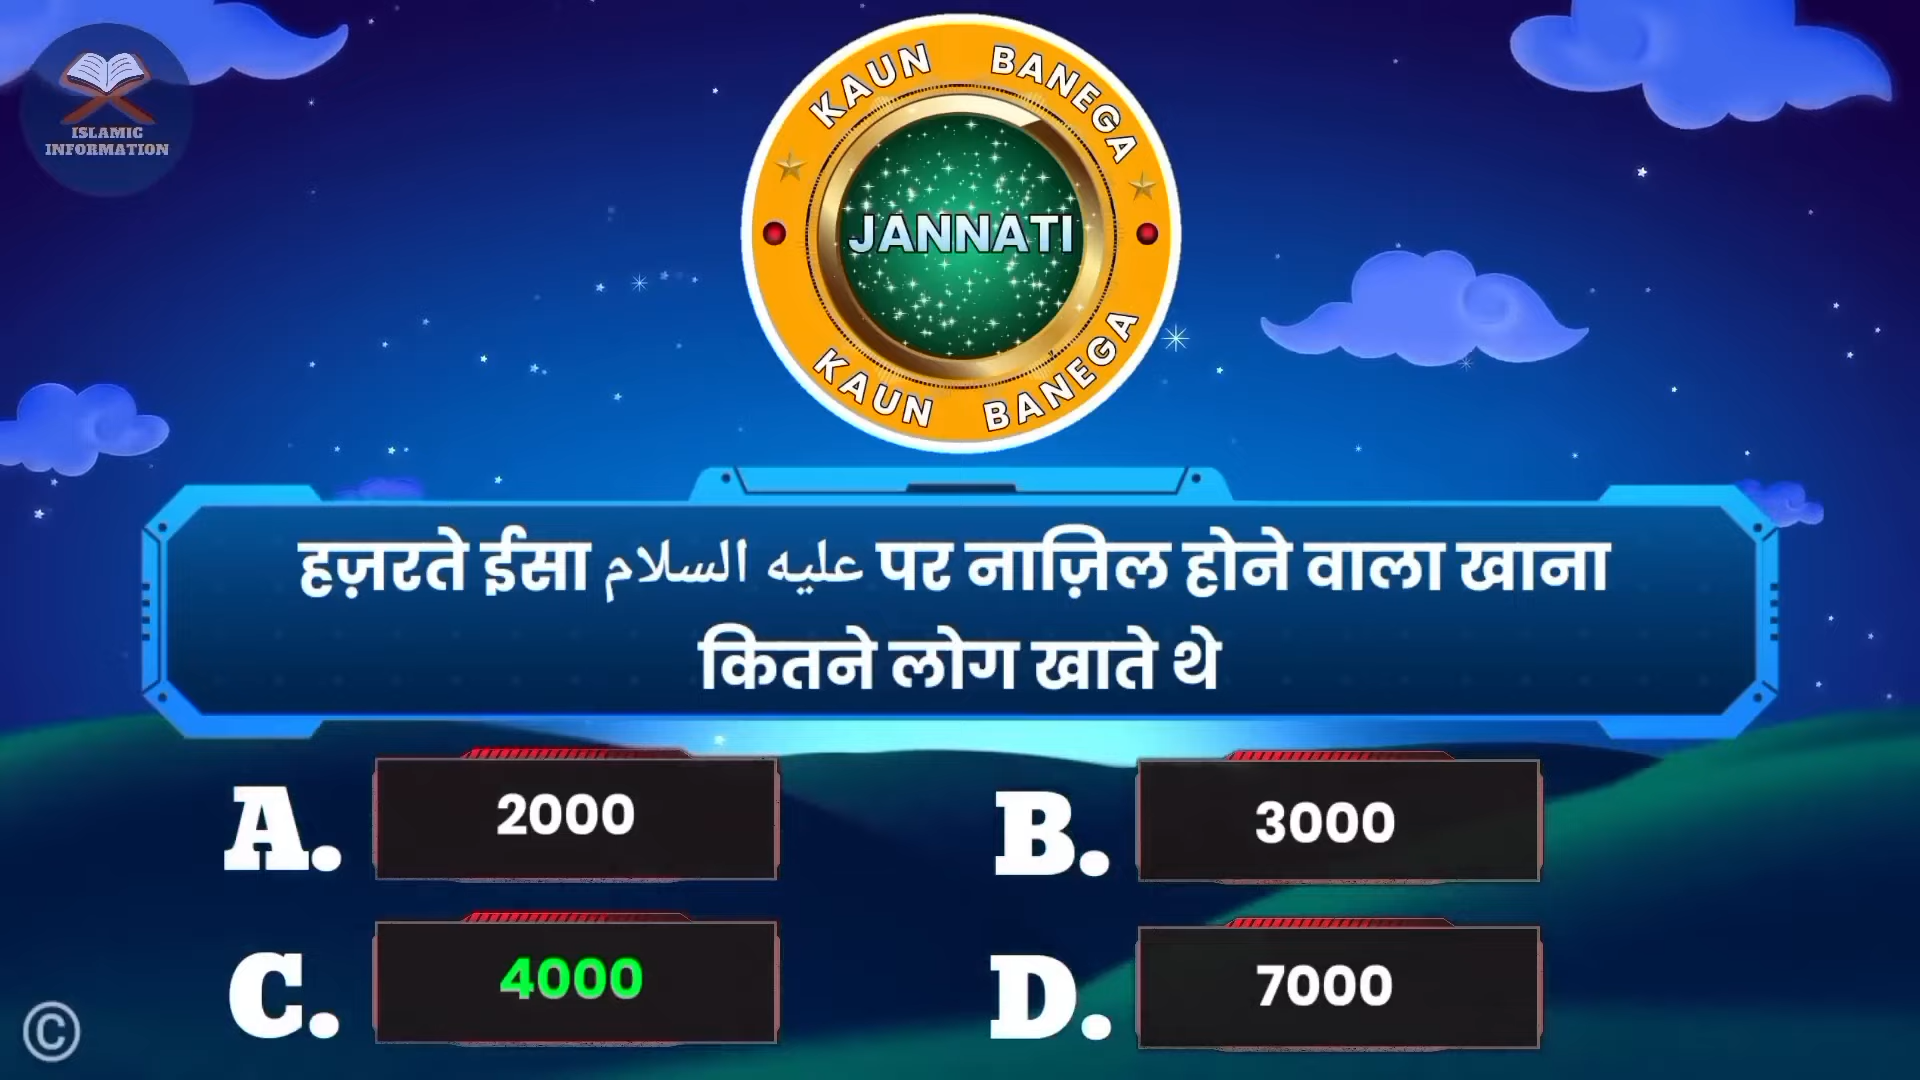 ISLAMIC
INFORMATION
KAUN BANEGA
JANNATI
KAUN BANEGA
हज़रते ईसा عليه السلام पर नाज़िल होने वाला खाना
कितने लोग खाते थे
A. 2000
B. 3000
C. 4000
D. 7000
©